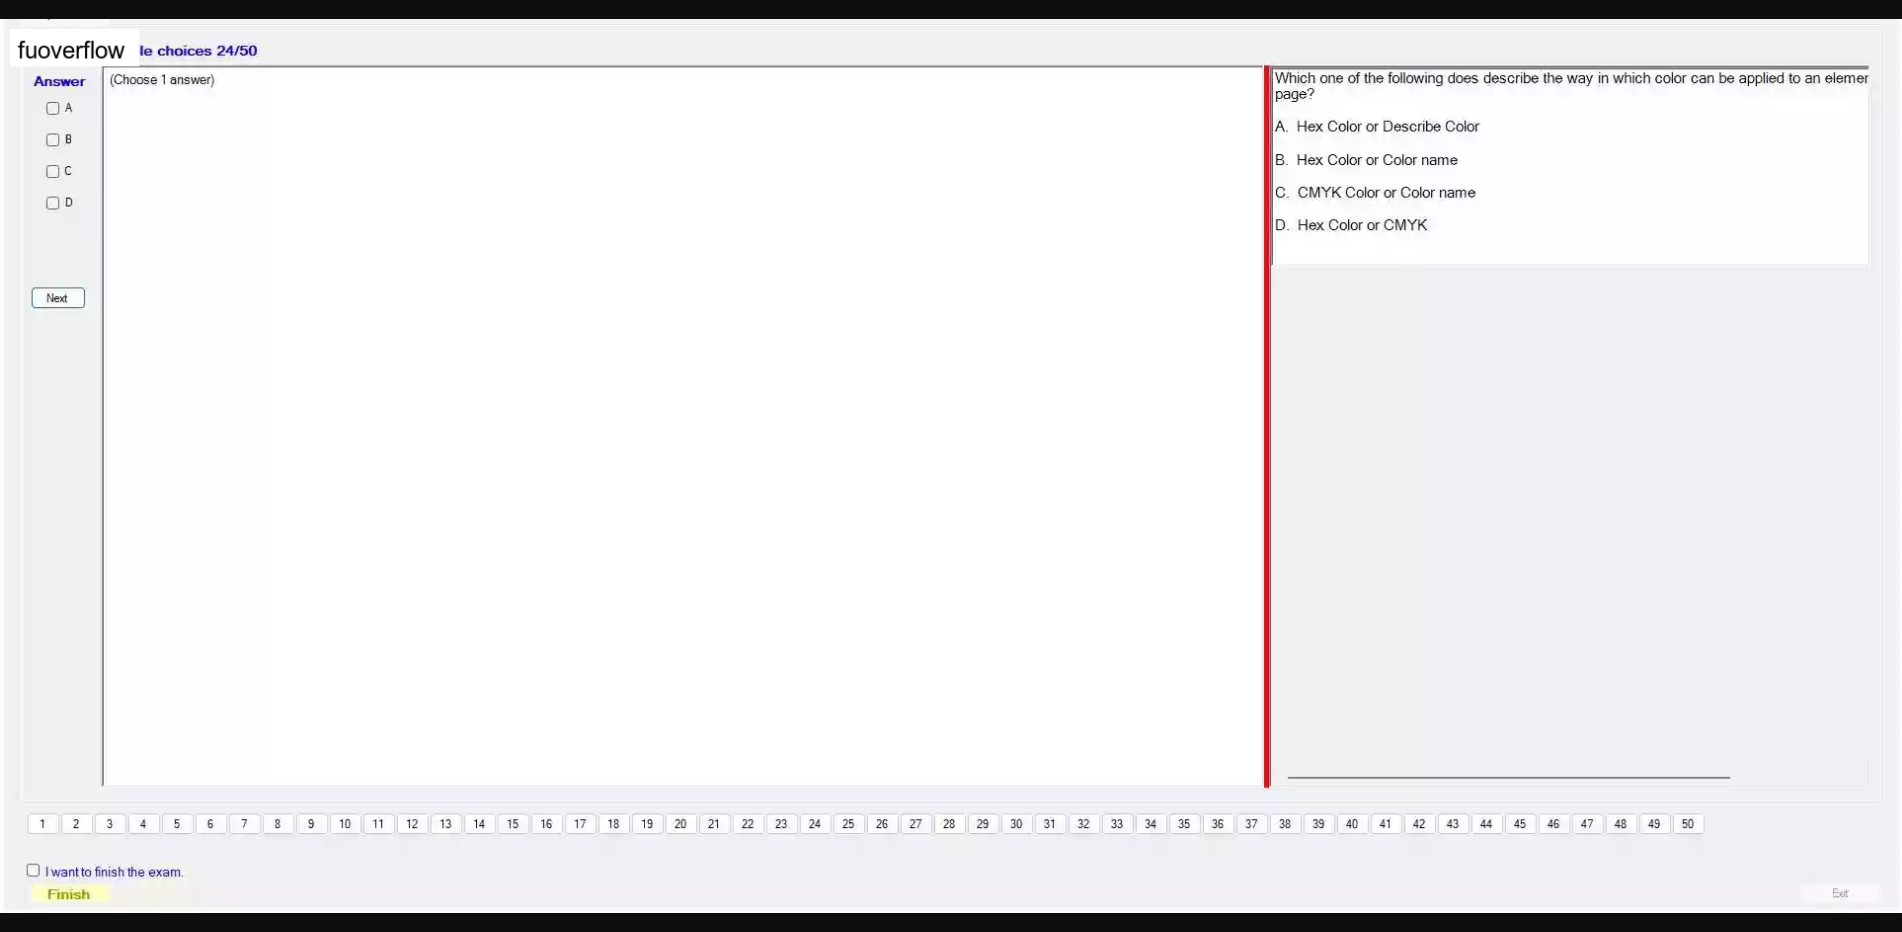 fuoverflow
le choices 24/50
Answer
(Choose 1 answer)
A
B
C
D
Next
Which one of the following does describe the way in which color can be applied to an elemer
page?
A. Hex Color or Describe Color
B. Hex Color or Color name
C. CMYK Color or Color name
D. Hex Color or CMYK
1 2 3 4 5 6 7 8 9 10 11 12 13 14 15 16 17 18 19 20 21 22 23 24 25 26 27 28 29 30 31 32 33 34 35 36 37 38 39 40 41 42 43 44 45 46 47 48 49 50
I want to finish the exam.
Finish
Exit